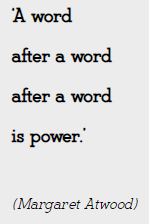 'A word
after a word
after a word
is power.'
(Margaret Atwood)